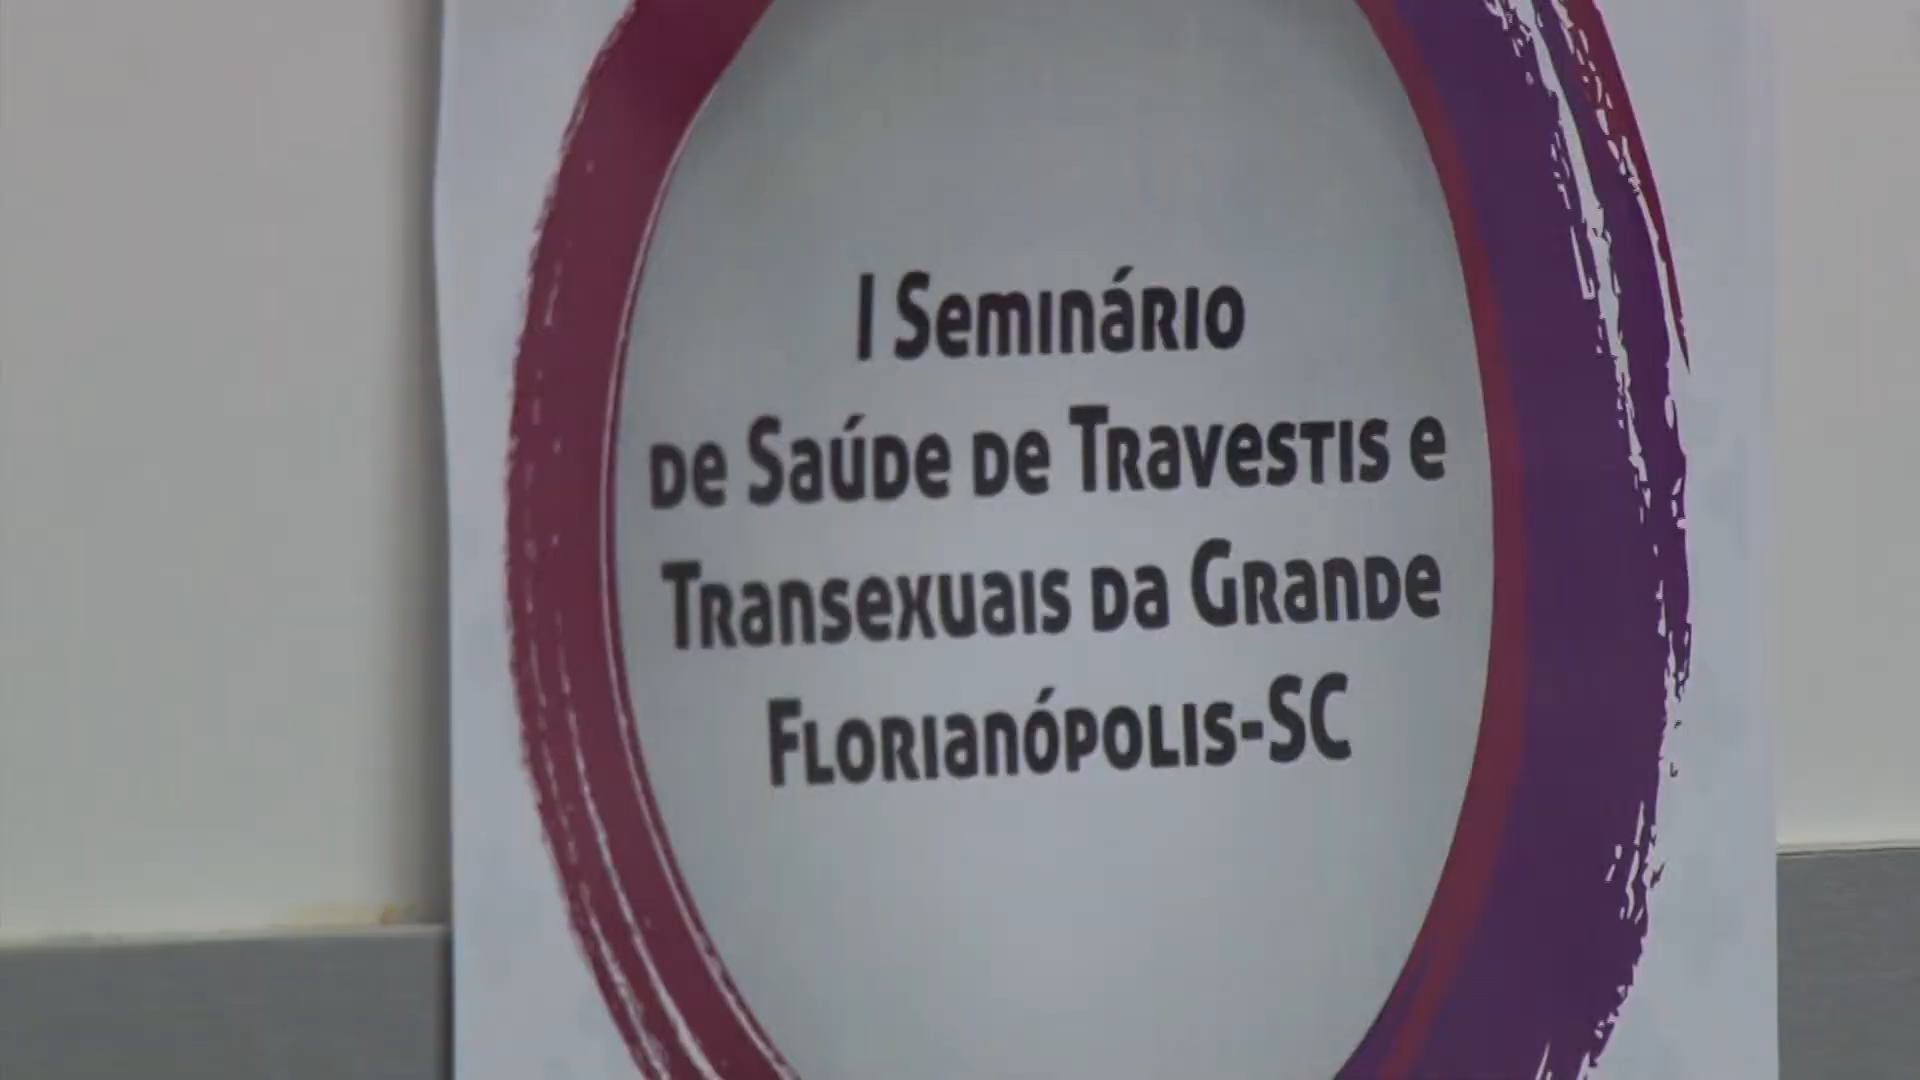 I Seminário
de Saúde de Travestis e
Transexuais da Grande
Florianópolis-SC